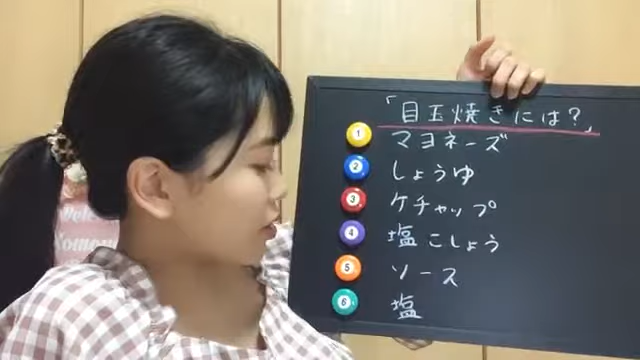 「目玉焼きには?」
1 マヨネーズ
2 しょうゆ
3 ケチャップ
4 塩こしょう
5 ソース
6 塩
Welcome